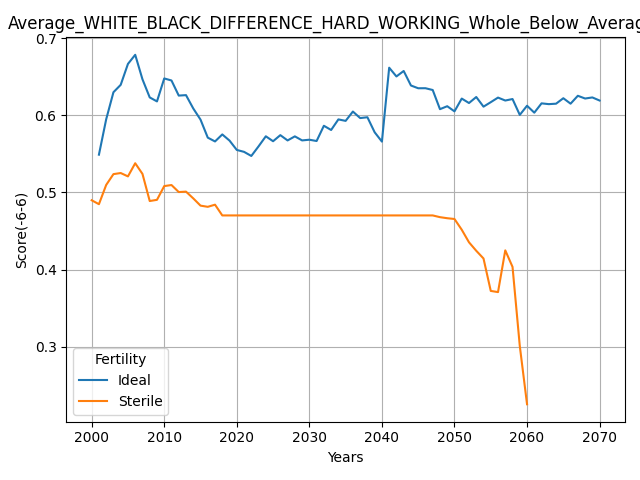 Average_WHITE_BLACK_DIFFERENCE_HARD_WORKING_Whole_Below_Averag
0.7
0.6
0.5
0.4
0.3
Score(-6-6)
Fertility
Ideal
Sterile
2000 2010 2020 2030 2040 2050 2060 2070
Years